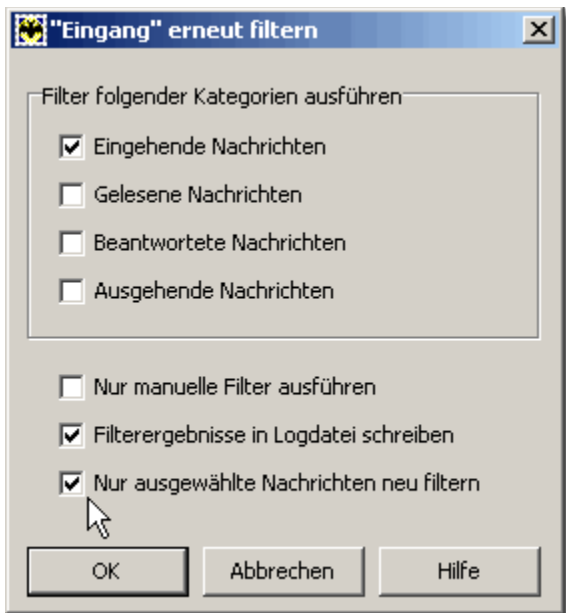 "Eingang" erneut filtern
Filter folgender Kategorien ausführen
Eingehende Nachrichten
Gelesene Nachrichten
Beantwortete Nachrichten
Ausgehende Nachrichten
Nur manuelle Filter ausführen
Filterergebnisse in Logdatei schreiben
Nur ausgewählte Nachrichten neu filtern
OK Abbrechen Hilfe